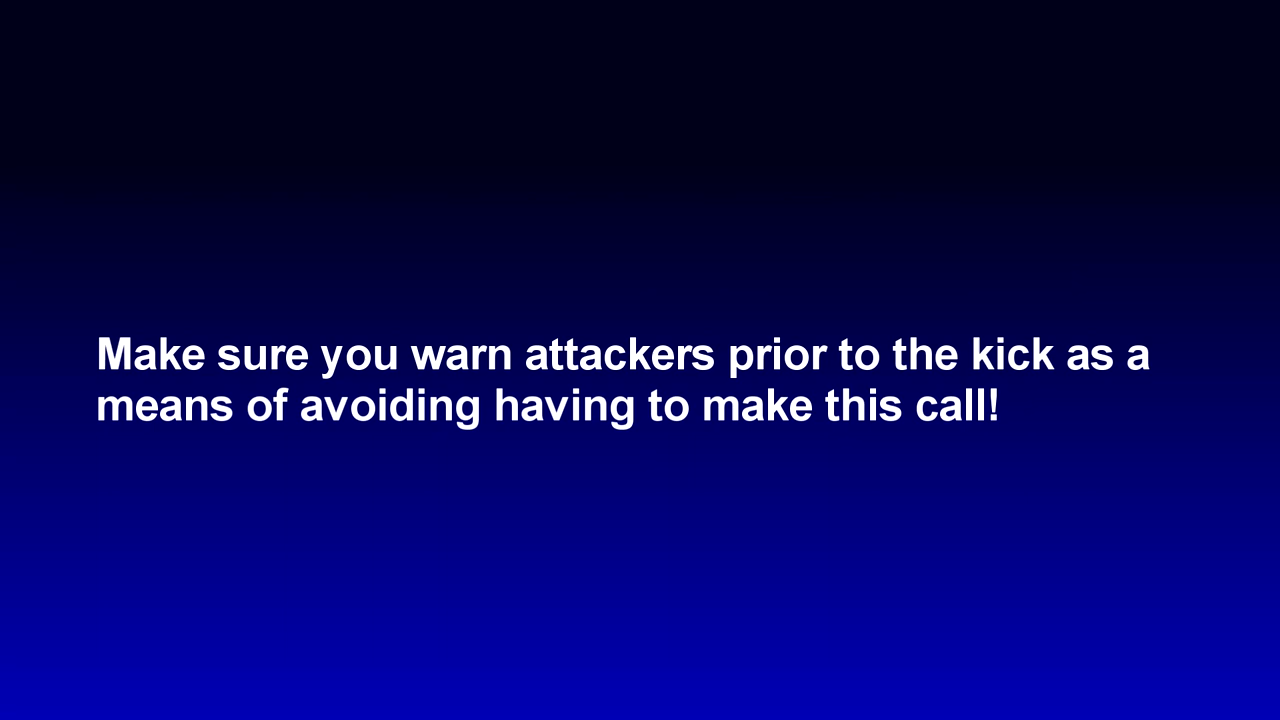 Make sure you warn attackers prior to the kick as a
means of avoiding having to make this call!